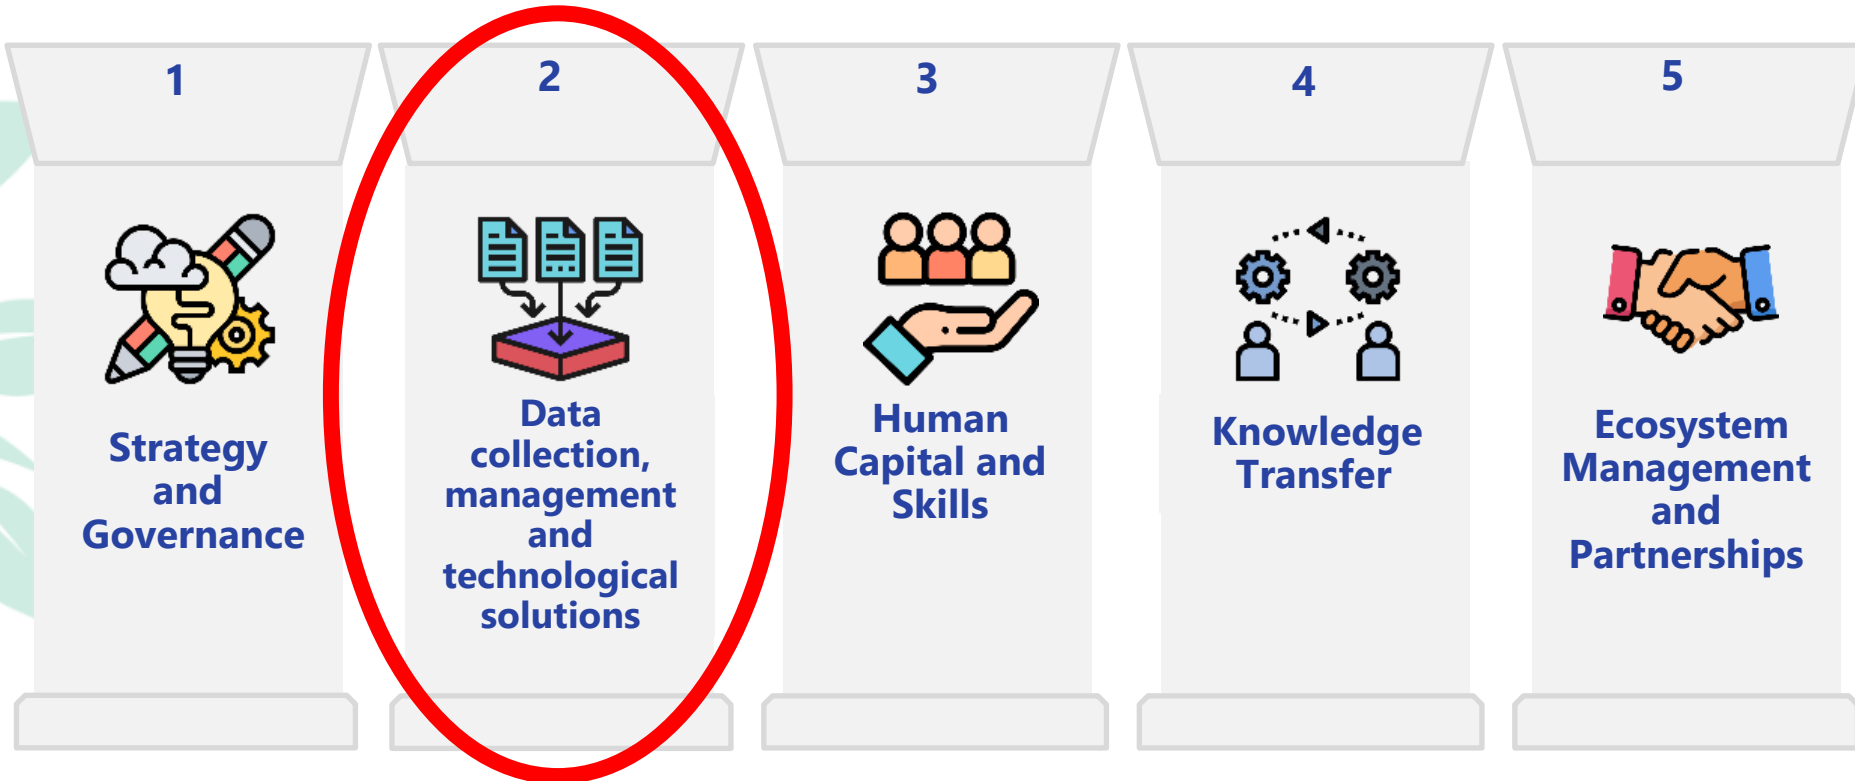 1
Strategy
and
Governance
2
Data
collection,
management
and
technological
solutions
3
Human
Capital and
Skills
4
Knowledge
Transfer
5
Ecosystem
Management
and
Partnerships